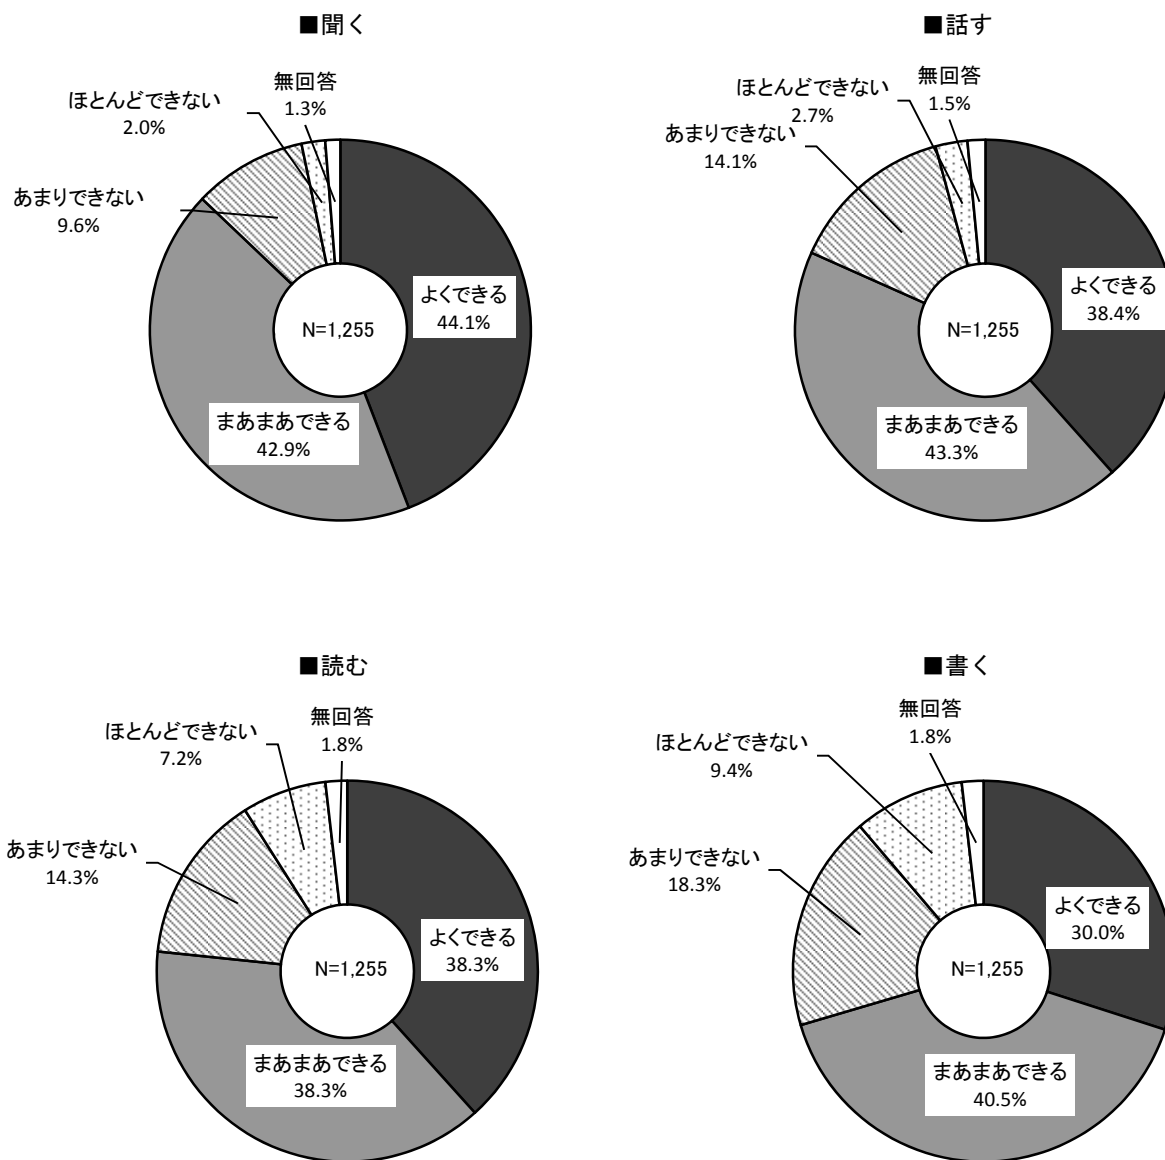 ■聞く
無回答
1.3%
ほとんどできない
2.0%
あまりできない
9.6%
よくできる
44.1%
N=1,255
まあまあできる
42.9%
■話す
無回答
1.5%
ほとんどできない
2.7%
あまりできない
14.1%
よくできる
38.4%
N=1,255
まあまあできる
43.3%
■読む
無回答
1.8%
ほとんどできない
7.2%
あまりできない
14.3%
よくできる
38.3%
N=1,255
まあまあできる
38.3%
■書く
無回答
1.8%
ほとんどできない
9.4%
あまりできない
18.3%
よくできる
30.0%
N=1,255
まあまあできる
40.5%